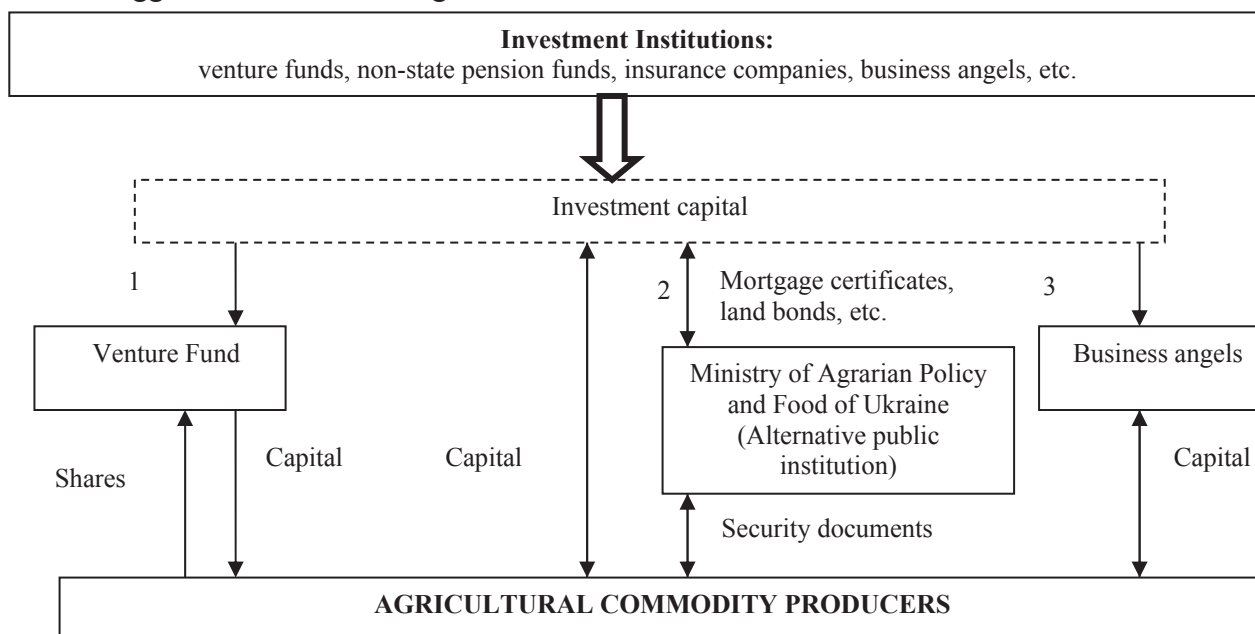 Investment Institutions:
venture funds, non-state pension funds, insurance companies, business angels, etc.
Investment capital
1
2
Mortgage certificates,
land bonds, etc.
3
Venture Fund
Ministry of Agrarian Policy
and Food of Ukraine
(Alternative public
institution)
Business angels
Shares
Capital
Capital
Capital
Security documents
AGRICULTURAL COMMODITY PRODUCERS